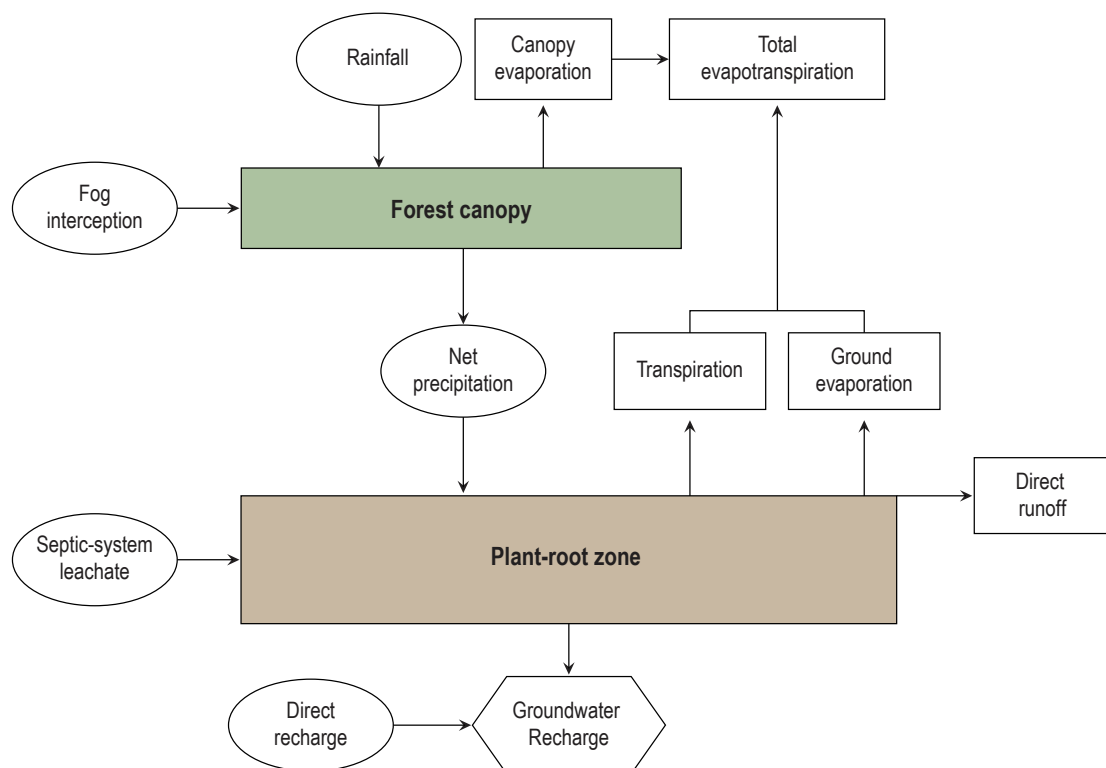 Rainfall
Canopy
evaporation
Total
evapotranspiration
Fog
interception
Forest canopy
Net
precipitation
Transpiration
Ground
evaporation
Direct
runoff
Septic-system
leachate
Plant-root zone
Direct
recharge
Groundwater
Recharge